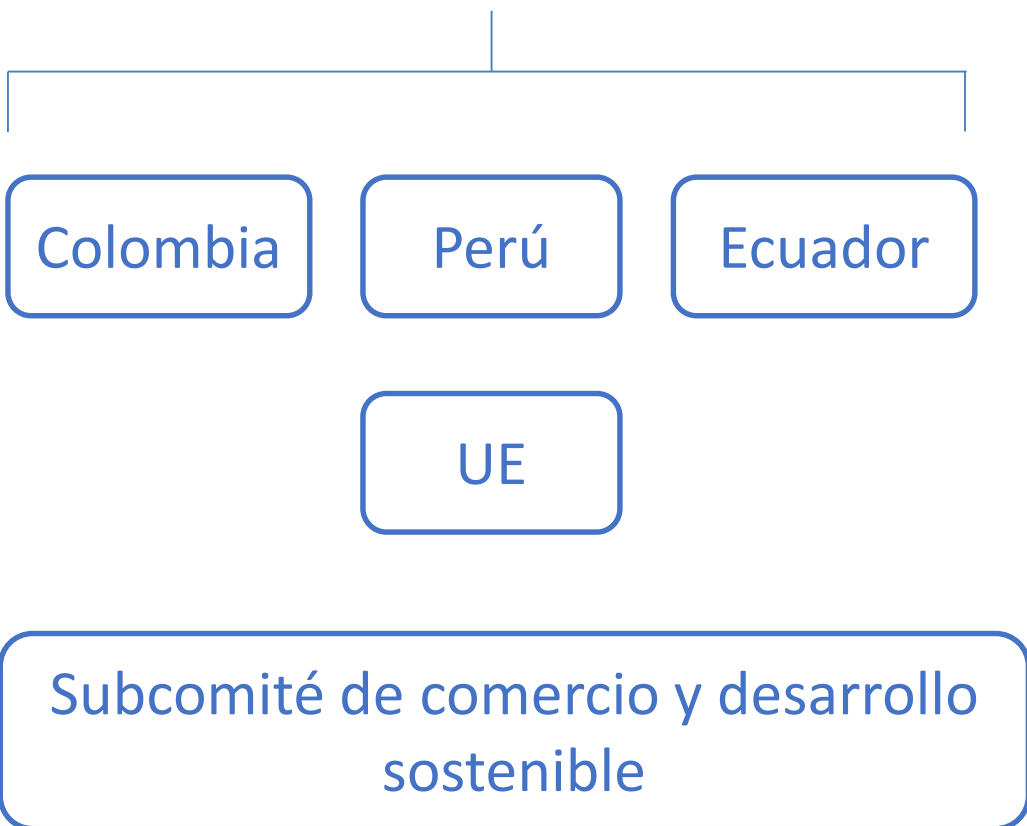 Colombia
Perú
Ecuador
UE
Subcomité de comercio y desarrollo
sostenible